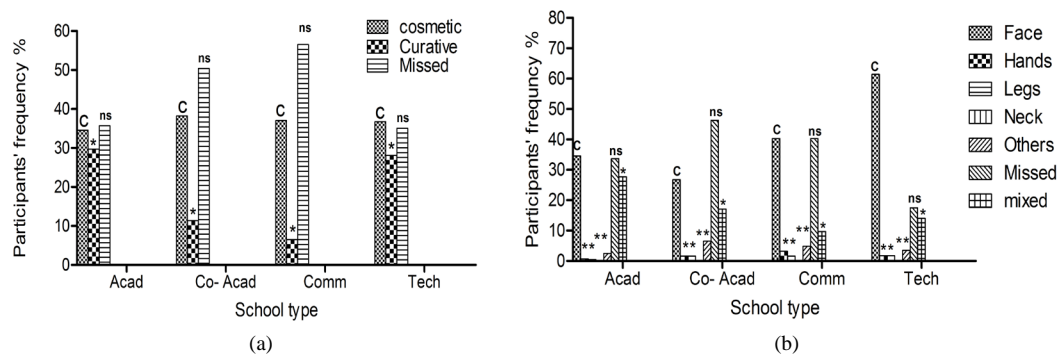 Participants' frequency %
60
50
40
30
20
10
0
C
*
ns
C
*
ns
C
*
ns
C
*
ns
Acad
Co- Acad
Comm
Tech
School type
cosmetic
Curative
Missed
(a)
Participants' frequncy %
80
70
60
50
40
30
20
10
0
C
**
**
ns
*
C
**
**
ns
*
C
**
**
ns
*
C
**
**
ns
*
Acad
Co- Acad
Comm
Tech
School type
Face
Hands
Legs
Neck
Others
Missed
mixed
(b)